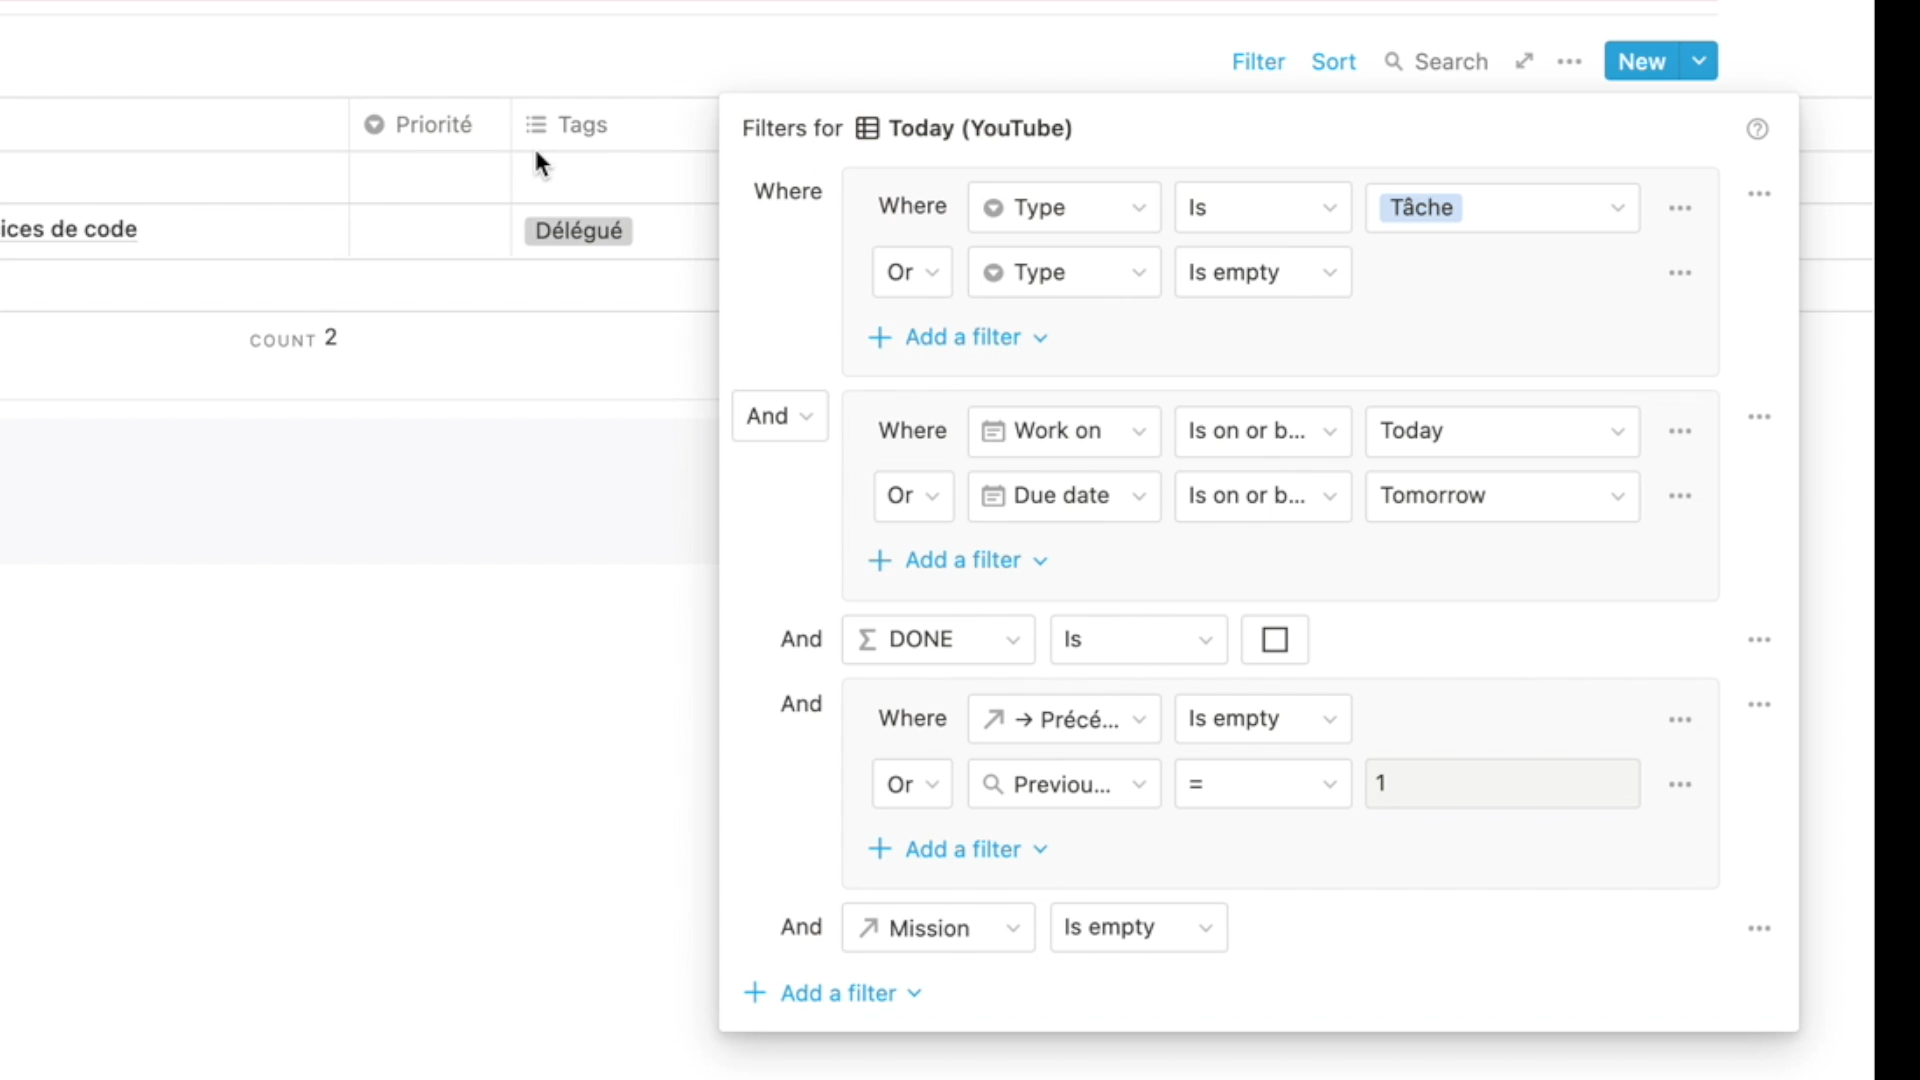 Filter Sort Search New
Priorité Tags
ices de code Délégué
COUNT 2
Filters for Today (YouTube)
Where Where Type Is Tâche
Or Type Is empty
Add a filter
And Where Work on Is on or b... Today
Or Due date Is on or b... Tomorrow
Add a filter
And DONE Is
And Where → Précé... Is empty
Or Previou... = 1
Add a filter
And Mission Is empty
Add a filter